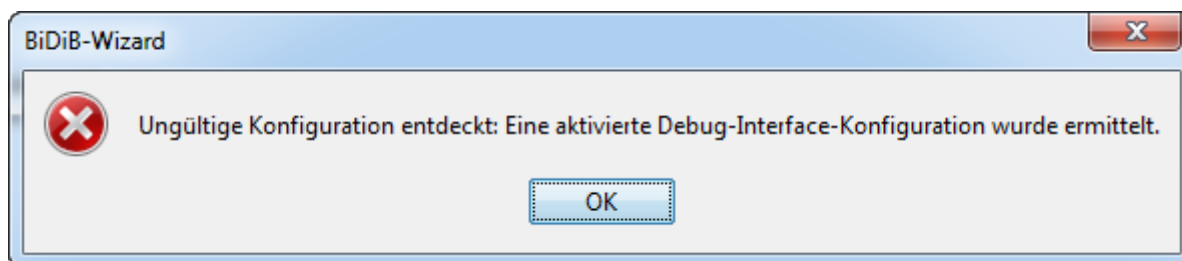 BiDiB-Wizard
Ungültige Konfiguration entdeckt: Eine aktivierte Debug-Interface-Konfiguration wurde ermittelt.
OK